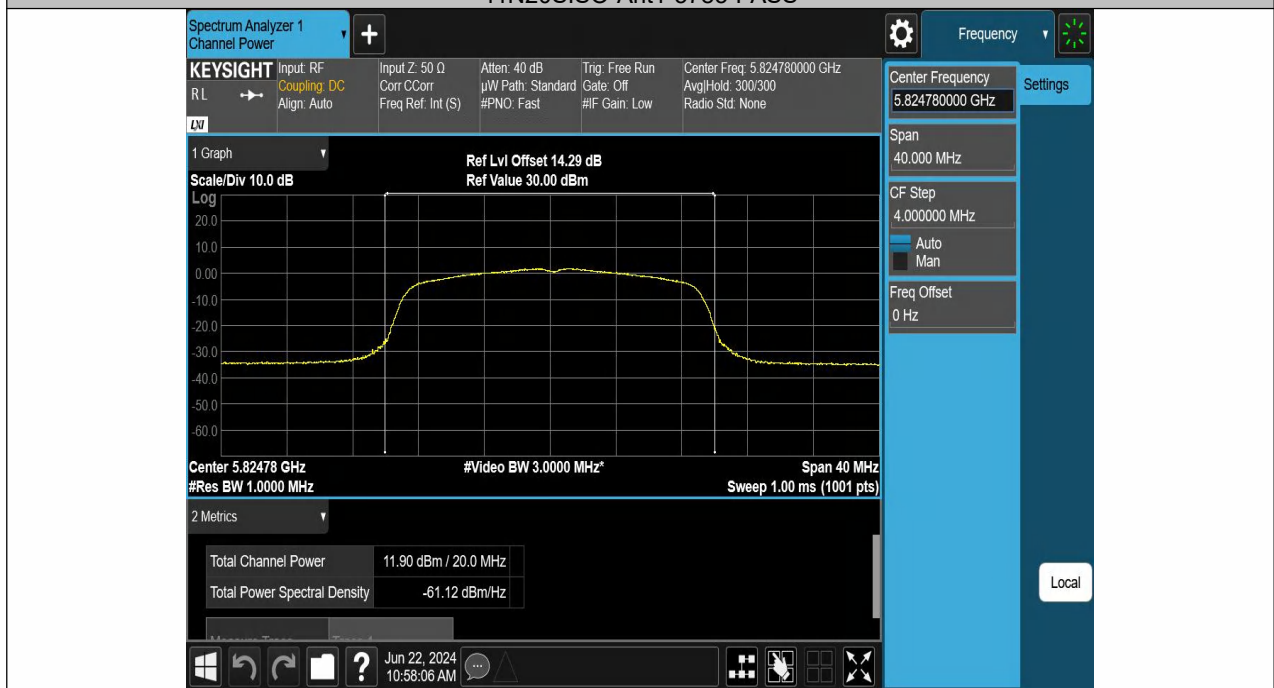 Spectrum Analyzer 1
Channel Power
+
Frequency
KEYSIGHT
RL
LXI
Input: RF
Coupling: DC
Align: Auto
Input Z: 50 Ω
Corr CCorr
Freq Ref: Int (S)
Atten: 40 dB
µW Path: Standard
#PNO: Fast
Trig: Free Run
Gate: Off
#IF Gain: Low
Center Freq: 5.824780000 GHz
Avg|Hold: 300/300
Radio Std: None
Center Frequency
5.824780000 GHz
Settings
Span
40.000 MHz
CF Step
4.000000 MHz
Auto
Man
Freq Offset
0 Hz
Local
1 Graph
Scale/Div 10.0 dB
Ref Lvl Offset 14.29 dB
Ref Value 30.00 dBm
Log
20.0
10.0
0.00
-10.0
-20.0
-30.0
-40.0
-50.0
-60.0
Center 5.82478 GHz
#Video BW 3.0000 MHz*
Span 40 MHz
#Res BW 1.0000 MHz
Sweep 1.00 ms (1001 pts)
2 Metrics
Total Channel Power 11.90 dBm / 20.0 MHz
Total Power Spectral Density -61.12 dBm/Hz
?
Jun 22, 2024
10:58:06 AM